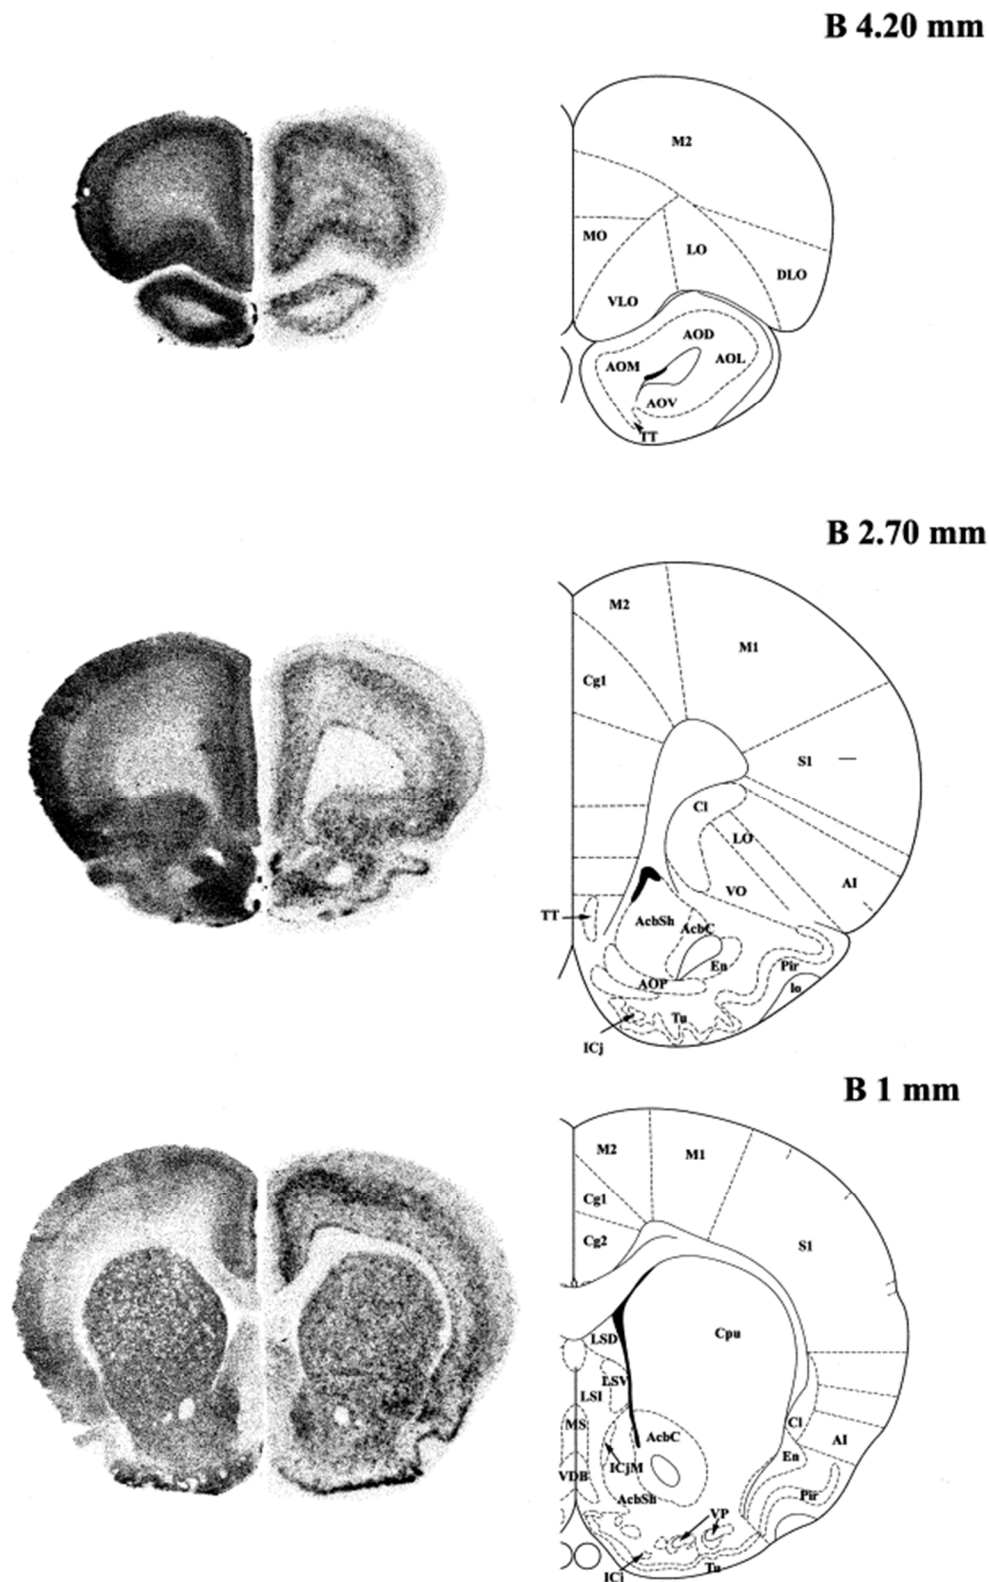 B 4.20 mm
M2
MO
LO
DLO
VLO
AOD
AOM
AOL
AOV
TT
B 2.70 mm
M2
M1
Cg1
S1
Cl
LO
VO
AI
TT
AcbSh
AcbC
En
Pir
AOP
lo
Tu
ICj
B 1 mm
M2
M1
Cg1
Cg2
S1
LSD
Cpu
LSV
LSI
MS
AcbC
Cl
AI
En
ICjM
VDB
AcbSh
Pir
VP
Tu
ICj